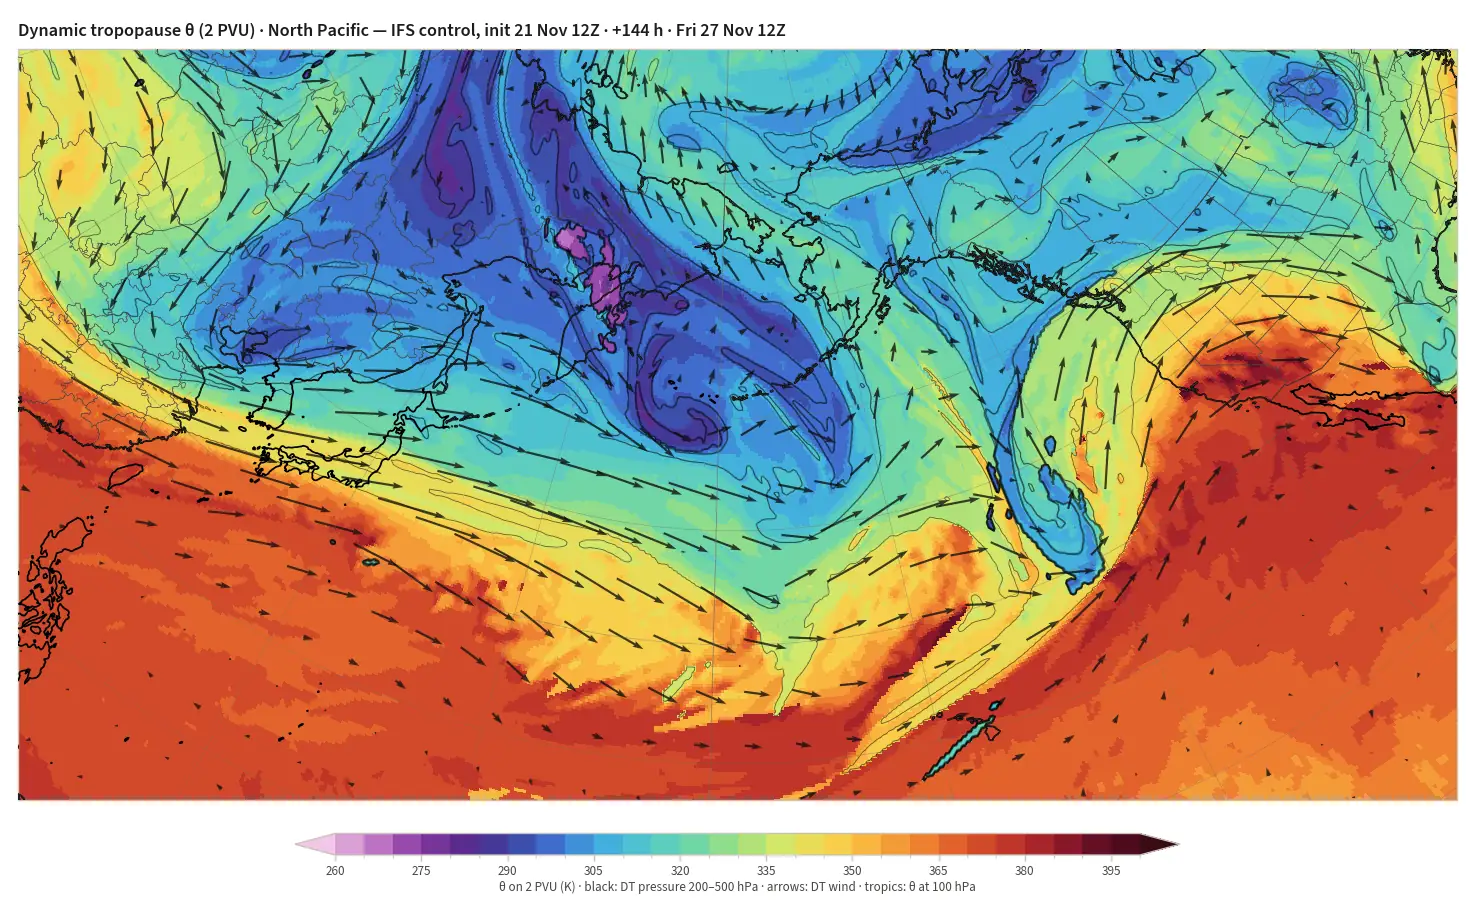 Dynamic tropopause θ (2 PVU) · North Pacific — IFS control, init 21 Nov 12Z · +144 h · Fri 27 Nov 12Z
260 275 290 305 320 335 350 365 380 395
θ on 2 PVU (K) · black: DT pressure 200–500 hPa · arrows: DT wind · tropics: θ at 100 hPa